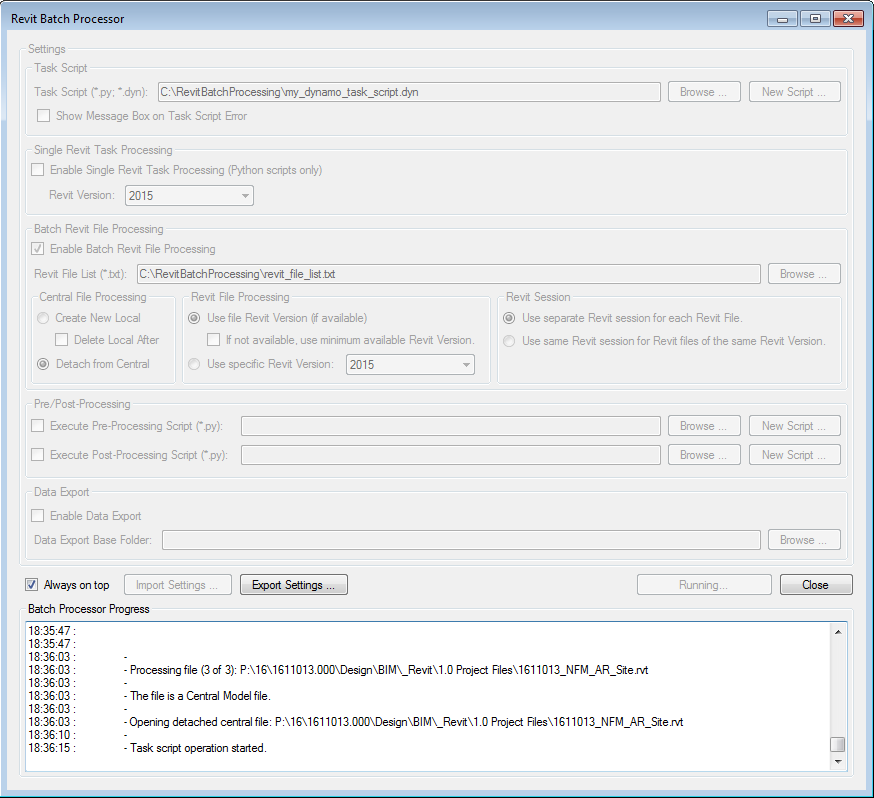 Revit Batch Processor
Settings
Task Script
Task Script (*.py; *.dyn): C:\RevitBatchProcessing\my_dynamo_task_script.dyn Browse ... New Script ...
Show Message Box on Task Script Error
Single Revit Task Processing
Enable Single Revit Task Processing (Python scripts only)
Revit Version: 2015
Batch Revit File Processing
Enable Batch Revit File Processing
Revit File List (*.txt): C:\RevitBatchProcessing\revit_file_list.txt Browse ...
Central File Processing Revit File Processing Revit Session
Create New Local Use file Revit Version (if available) Use separate Revit session for each Revit File.
Delete Local After If not available, use minimum available Revit Version. Use same Revit session for Revit files of the same Revit Version.
Detach from Central Use specific Revit Version: 2015
Pre/Post-Processing
Execute Pre-Processing Script (*.py): Browse ... New Script ...
Execute Post-Processing Script (*.py): Browse ... New Script ...
Data Export
Enable Data Export
Data Export Base Folder: Browse ...
Always on top Import Settings ... Export Settings ... Running... Close
Batch Processor Progress
18:35:47 :
18:35:47 :
18:36:03 : -
18:36:03 : - Processing file (3 of 3): P:\16\1611013.000\Design\BIM\_Revit\1.0 Project Files\1611013_NFM_AR_Site.rvt
18:36:03 : -
18:36:03 : - The file is a Central Model file.
18:36:03 : -
18:36:03 : - Opening detached central file: P:\16\1611013.000\Design\BIM\_Revit\1.0 Project Files\1611013_NFM_AR_Site.rvt
18:36:10 : -
18:36:15 : - Task script operation started.